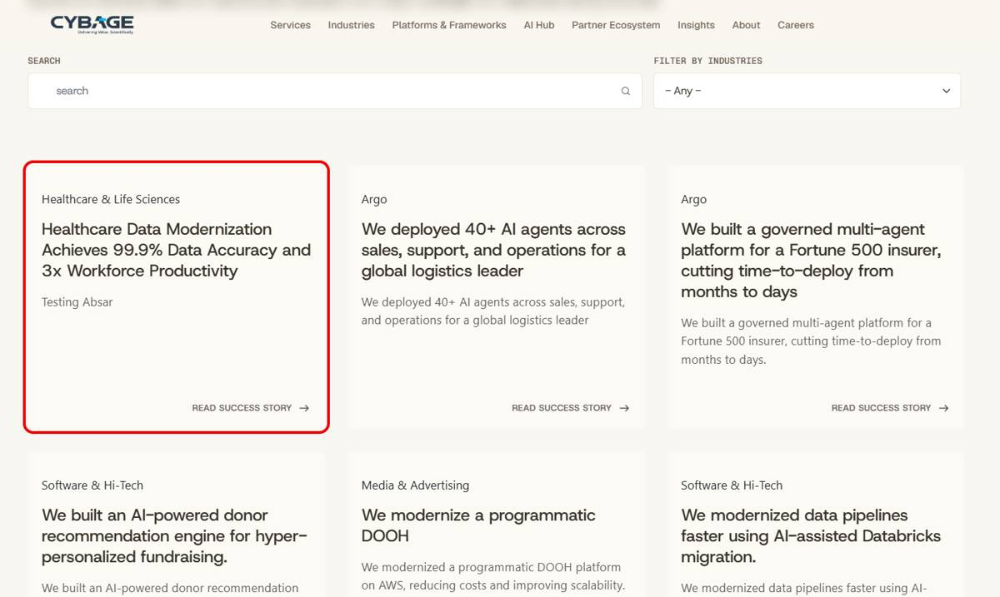 CYBAGE
Delivering Value. Scientifically.
Services Industries Platforms & Frameworks AI Hub Partner Ecosystem Insights About Careers
SEARCH
search
FILTER BY INDUSTRIES
- Any -
Healthcare & Life Sciences
Healthcare Data Modernization
Achieves 99.9% Data Accuracy and
3x Workforce Productivity
Testing Absar
READ SUCCESS STORY →
Argo
We deployed 40+ AI agents across
sales, support, and operations for a
global logistics leader
We deployed 40+ AI agents across sales, support,
and operations for a global logistics leader
READ SUCCESS STORY →
Argo
We built a governed multi-agent
platform for a Fortune 500 insurer,
cutting time-to-deploy from
months to days
We built a governed multi-agent platform for a
Fortune 500 insurer, cutting time-to-deploy from
months to days.
READ SUCCESS STORY →
Software & Hi-Tech
We built an AI-powered donor
recommendation engine for hyper-
personalized fundraising.
We built an AI-powered donor recommendation
Media & Advertising
We modernize a programmatic
DOOH
We modernized a programmatic DOOH platform
on AWS, reducing costs and improving scalability.
Software & Hi-Tech
We modernized data pipelines
faster using AI-assisted Databricks
migration.
We modernized data pipelines faster using AI-